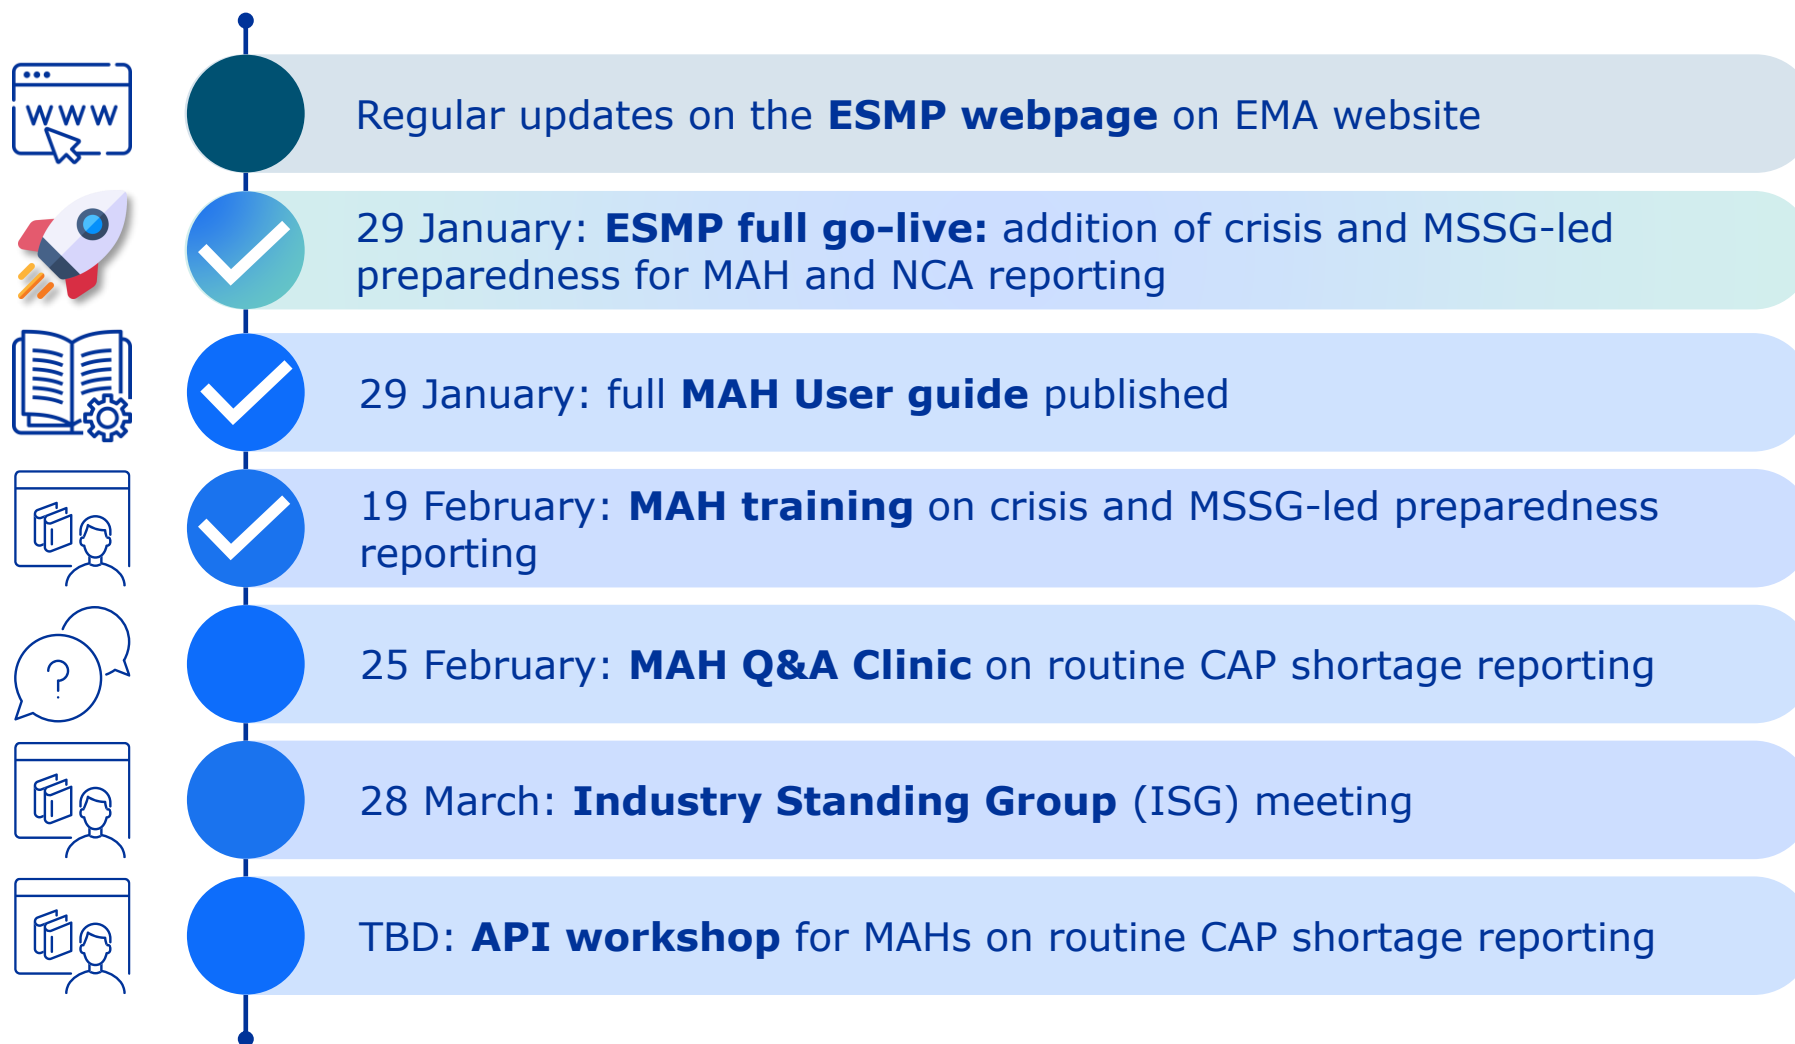 WWW
Regular updates on the ESMP webpage on EMA website
29 January: ESMP full go-live: addition of crisis and MSSG-led
preparedness for MAH and NCA reporting
29 January: full MAH User guide published
19 February: MAH training on crisis and MSSG-led preparedness
reporting
?
25 February: MAH Q&A Clinic on routine CAP shortage reporting
28 March: Industry Standing Group (ISG) meeting
TBD: API workshop for MAHs on routine CAP shortage reporting